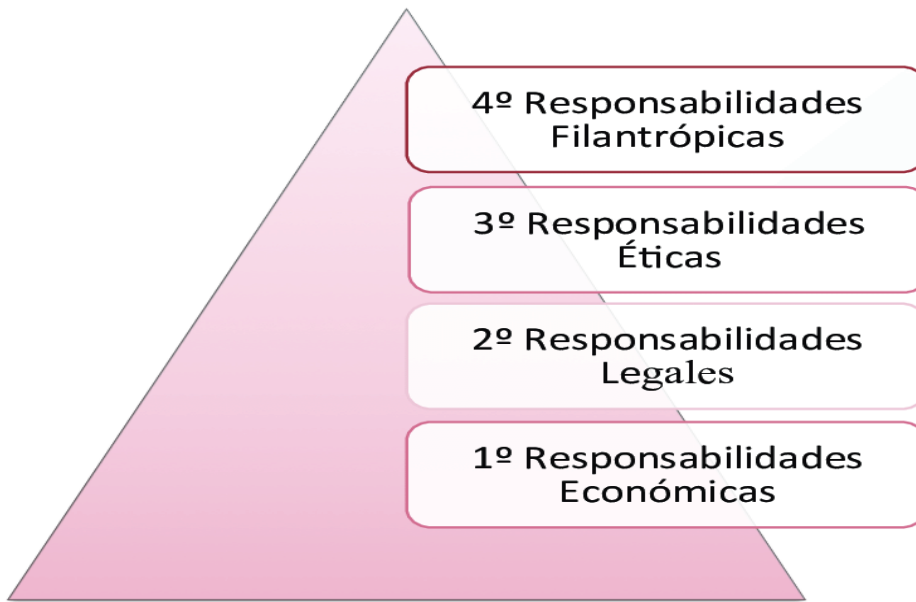 4º Responsabilidades
Filantrópicas
3º Responsabilidades
Éticas
2º Responsabilidades
Legales
1º Responsabilidades
Económicas